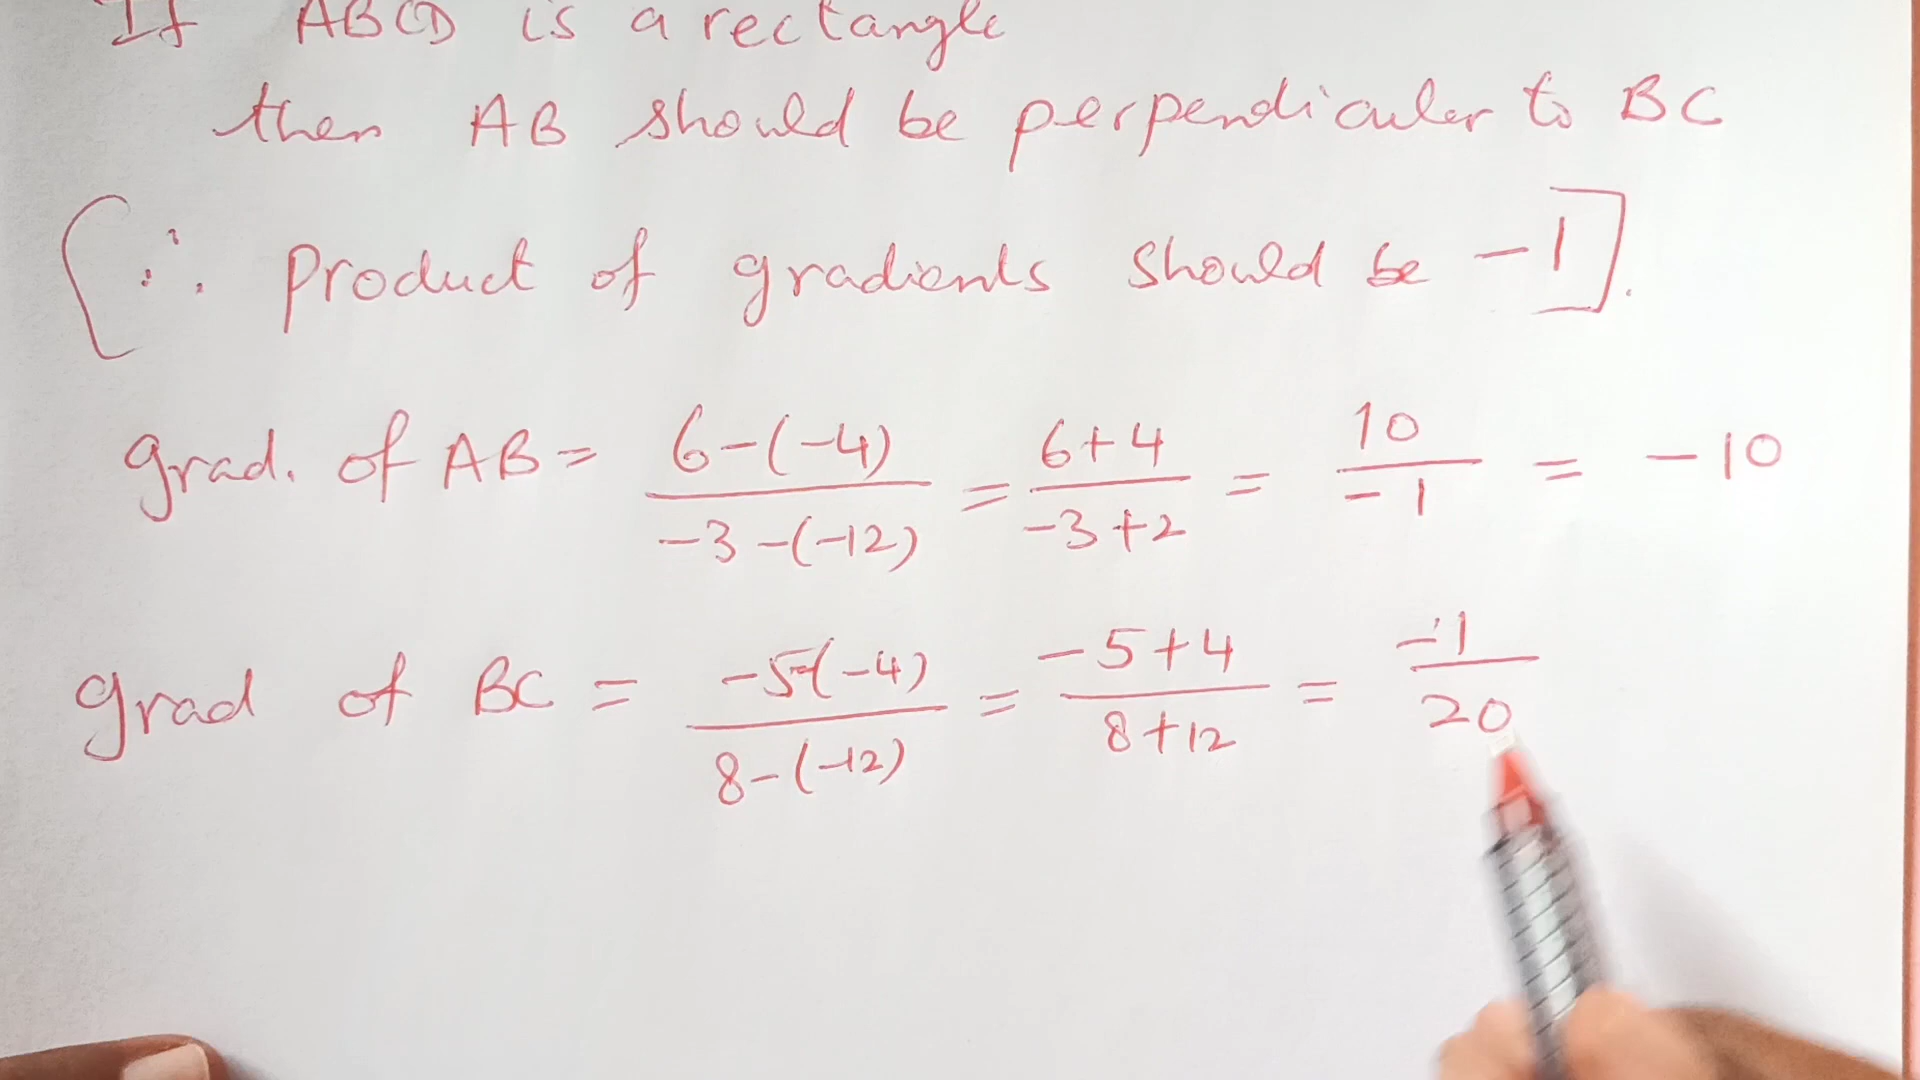 If ABCD is a rectangle
then AB should be perpendicular to BC
[∴ product of gradients should be -1].
grad. of AB = 6-(-4) / -3-(-12) = 6+4 / -3+2 = 10 / -1 = -10
grad of BC = -5-(-4) / 8-(-12) = -5+4 / 8+12 = -1 / 20